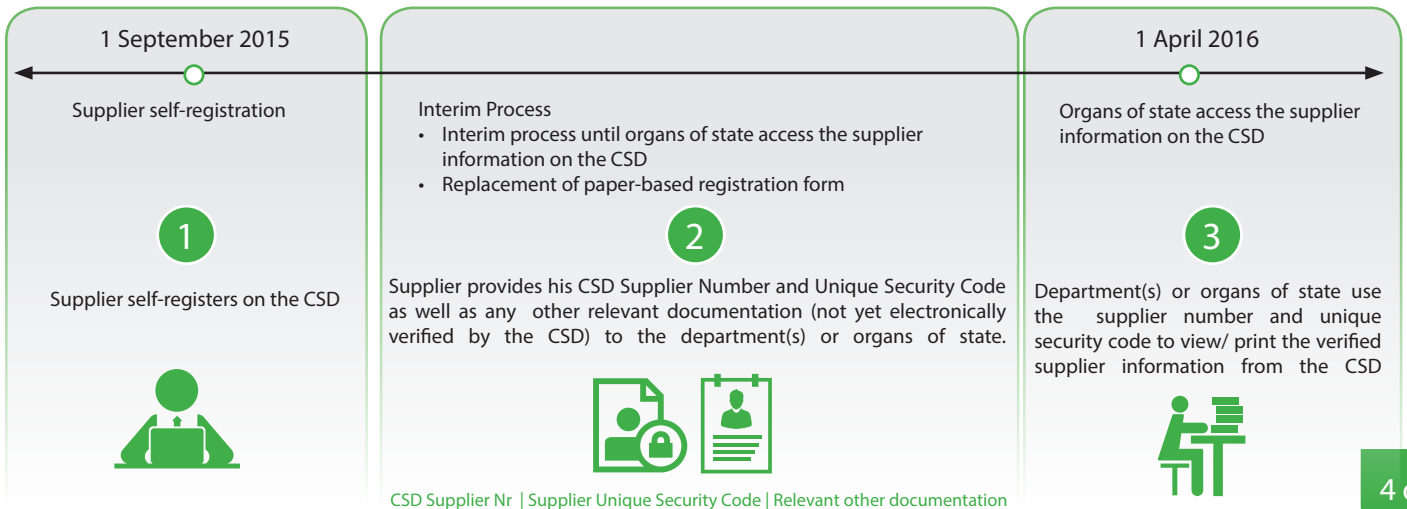 1 September 2015
Supplier self-registration
1
Supplier self-registers on the CSD
Interim Process
• Interim process until organs of state access the supplier
information on the CSD
• Replacement of paper-based registration form
2
Supplier provides his CSD Supplier Number and Unique Security Code
as well as any other relevant documentation (not yet electronically
verified by the CSD) to the department(s) or organs of state.
CSD Supplier Nr | Supplier Unique Security Code | Relevant other documentation
1 April 2016
Organs of state access the supplier
information on the CSD
3
Department(s) or organs of state use
the supplier number and unique
security code to view/ print the verified
supplier information from the CSD
4